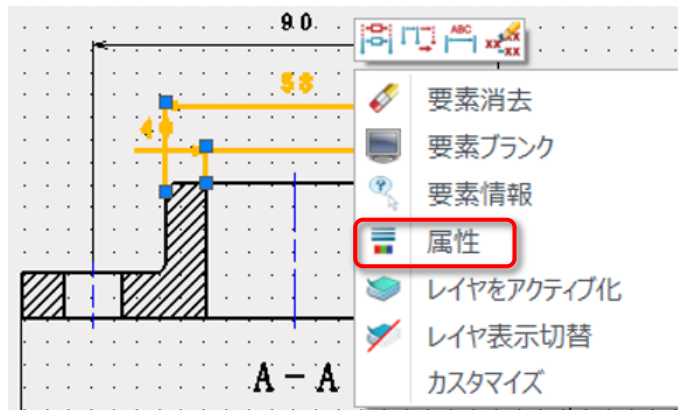 90
ABC
xx
-xx
58
40
要素消去
要素ブランク
要素情報
属性
レイヤをアクティブ化
レイヤ表示切替
カスタマイズ
A-A